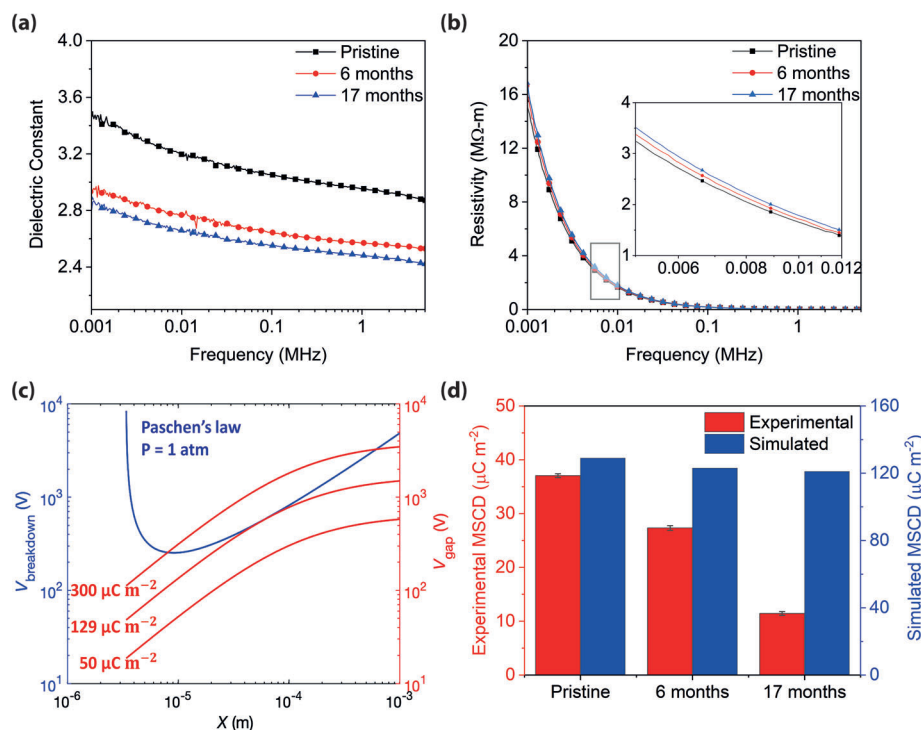 (a)
4.0
3.6
3.2
2.8
2.4
Dielectric Constant
Pristine
6 months
17 months
0.001
0.01
0.1
1
Frequency (MHz)
(b)
20
16
12
8
4
0
Resistivity (MΩ-m)
Pristine
6 months
17 months
4
3
2
1
0.006
0.008
0.010
0.012
0.001
0.01
0.1
1
Frequency (MHz)
(c)
10⁴
10³
10²
10¹
V_breakdown (V)
Paschen's law
P = 1 atm
300 μC m⁻²
129 μC m⁻²
50 μC m⁻²
10⁴
10³
10²
10¹
V_gap (V)
10⁻⁶
10⁻⁵
10⁻⁴
10⁻³
X (m)
(d)
50
40
30
20
10
0
Experimental MSCD (μC m⁻²)
Experimental
Simulated
160
120
80
40
0
Simulated MSCD (μC m⁻²)
Pristine
6 months
17 months